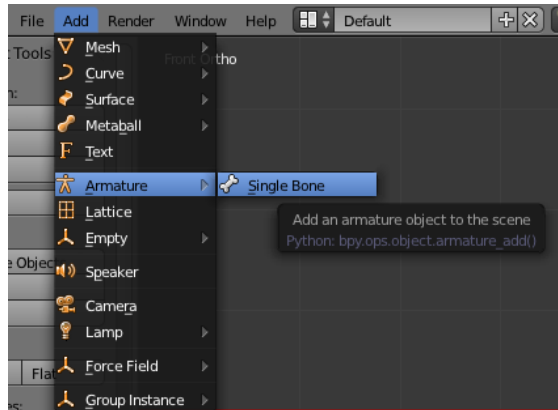 File Add Render Window Help Default
Tools
Front Ortho
Mesh
Curve
Surface
Metaball
Text
Armature
Single Bone
Add an armature object to the scene
Python: bpy.ops.object.armature_add()
Lattice
Empty
Speaker
Camera
Lamp
Force Field
Group Instance